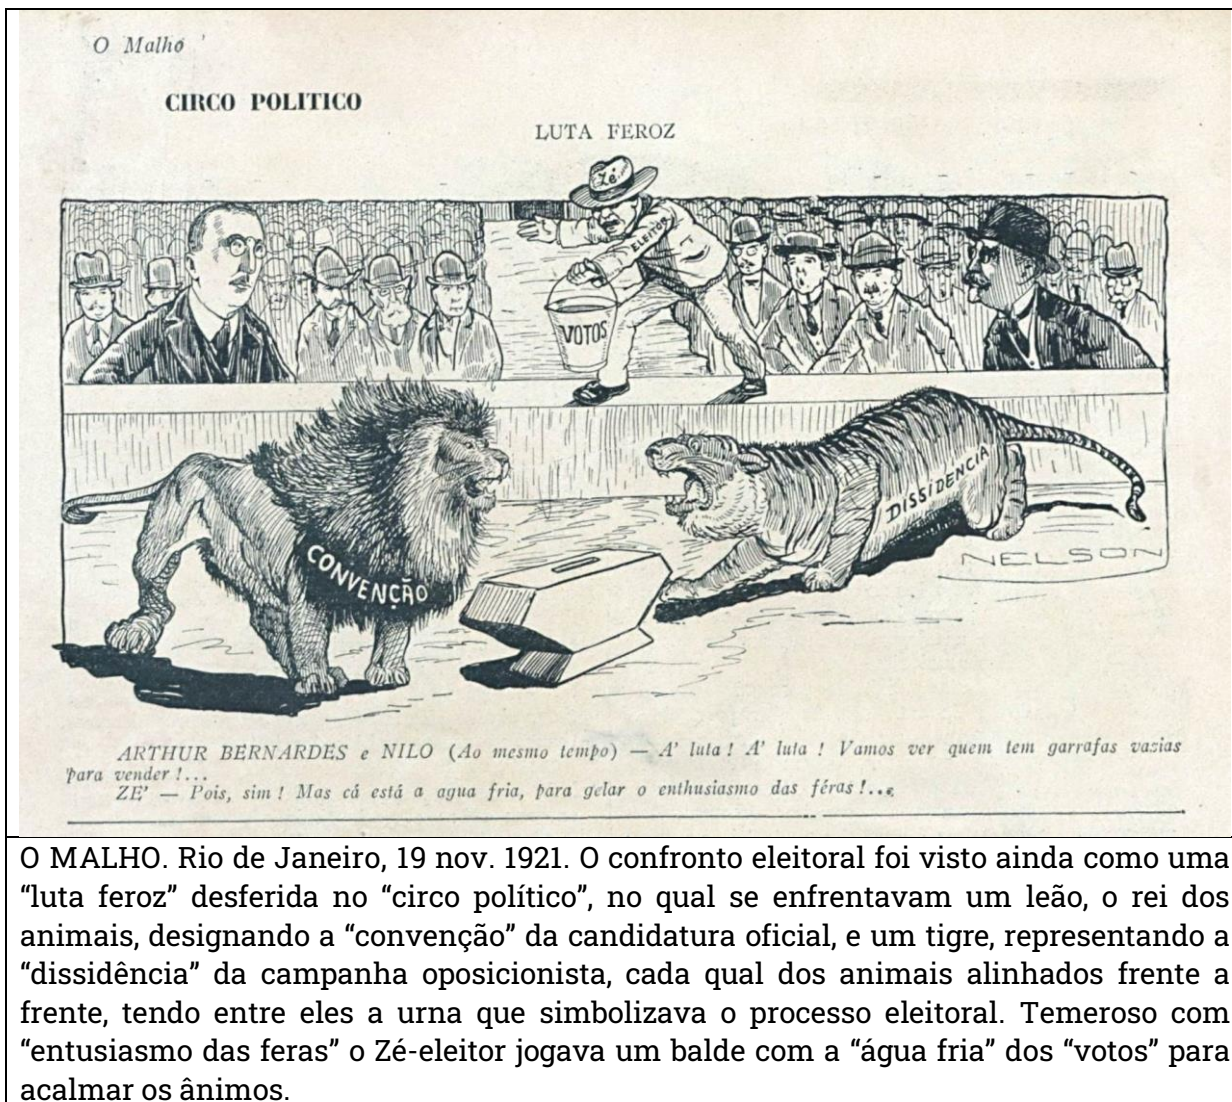 O Malho
CIRCO POLITICO
LUTA FEROZ
Zé
ELEITOR
VOTOS
CONVENÇÃO
DISSIDENCIA
NELSON
ARTHUR BERNARDES e NILO (Ao mesmo tempo) — A' luta ! A' luta ! Vamos ver quem tem garrafas vasias
para vender !...
ZE' — Pois, sim ! Mas cá está a agua fria, para gelar o enthusiasmo das féras !...
O MALHO. Rio de Janeiro, 19 nov. 1921. O confronto eleitoral foi visto ainda como uma
“luta feroz” desferida no “circo político”, no qual se enfrentavam um leão, o rei dos
animais, designando a “convenção” da candidatura oficial, e um tigre, representando a
“dissidência” da campanha oposicionista, cada qual dos animais alinhados frente a
frente, tendo entre eles a urna que simbolizava o processo eleitoral. Temeroso com
“entusiasmo das feras” o Zé-eleitor jogava um balde com a “água fria” dos “votos” para
acalmar os ânimos.